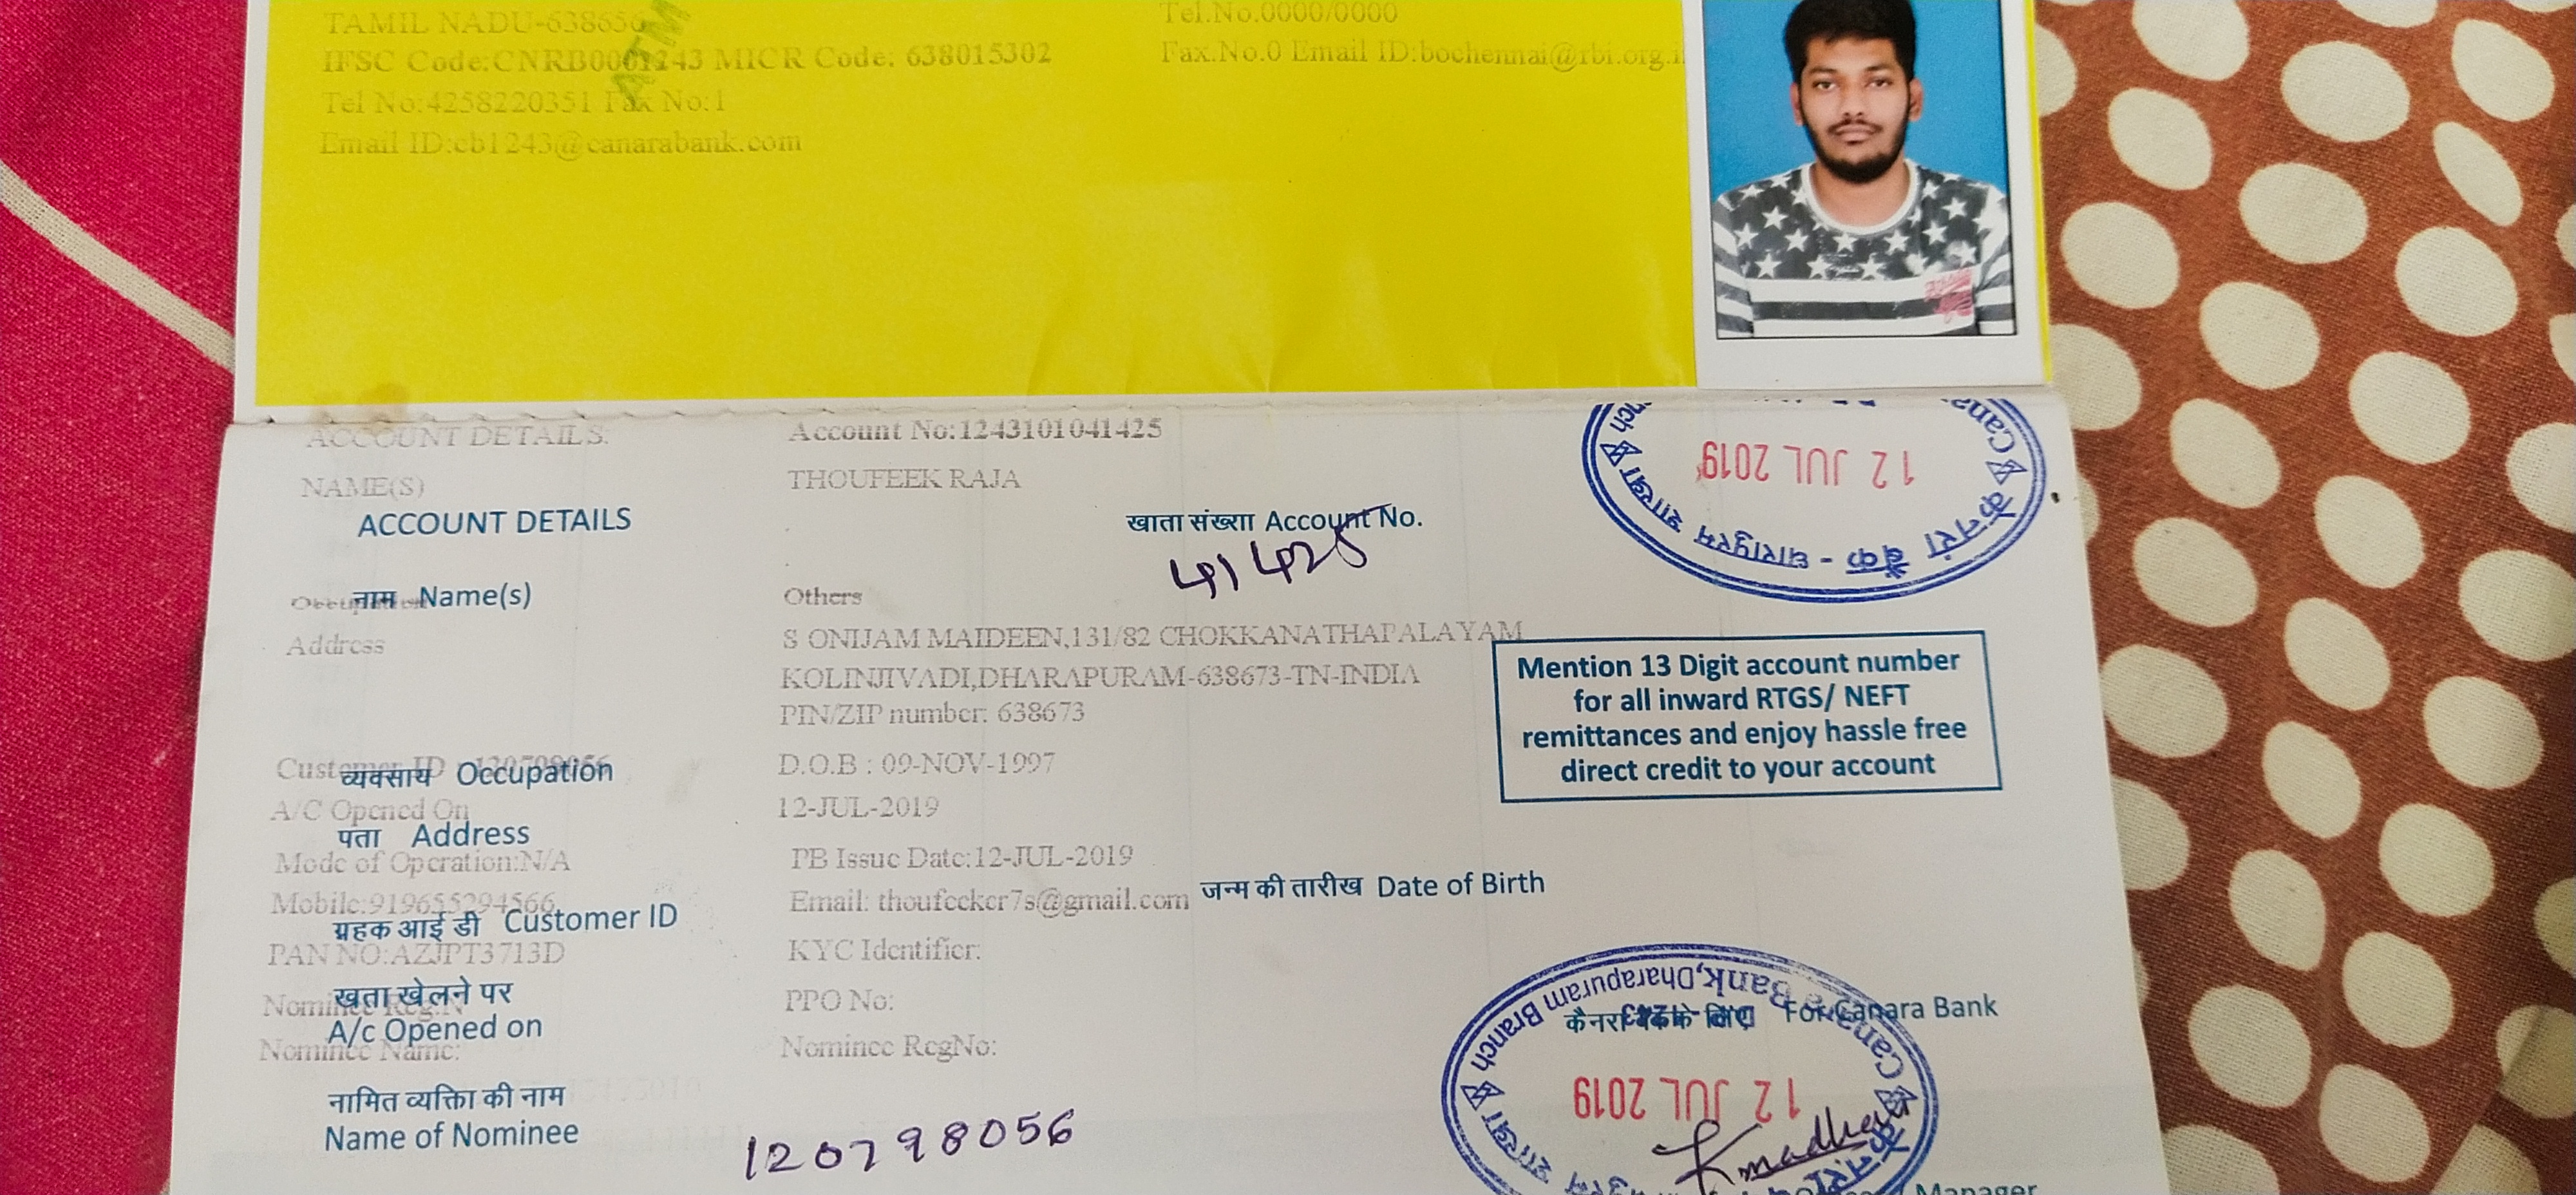 TAMIL NADU-638656
Tel.No.0000/0000
IFSC Code:CNRB0001243 MICR Code: 638015302
Fax.No.0 Email ID:bochennai@rbi.org.i
Tel No:4258220351 Fax No:1
Email ID:cb1243@canarabank.com
ATM
ACCOUNT DETAILS:
Account No:1243101041425
NAME(S)
THOUFEEK RAJA
ACCOUNT DETAILS
खाता संख्या Account No.
41425
12 JUL 2019
केनरा बैंक - धारापुरम शाखा
Occupation
Others
नाम Name(s)
Address
S ONIJAM MAIDEEN,131/82 CHOKKANATHAPALAYAM
KOLINJIVADI,DHARAPURAM-638673-TN-INDIA
PIN/ZIP number: 638673
Mention 13 Digit account number
for all inward RTGS/ NEFT
remittances and enjoy hassle free
direct credit to your account
Customer ID : 120798056
D.O.B : 09-NOV-1997
व्यवसाय Occupation
A/C Opened On
12-JUL-2019
पता Address
Mode of Operation:N/A
PB Issue Date:12-JUL-2019
Mobile:919655294566
Email: thoufeeker7s@gmail.com
जन्म की तारीख Date of Birth
ग्रहक आई डी Customer ID
PAN NO:AZJPT3713D
KYC Identifier:
खता खेलने पर
A/c Opened on
Nominee Reg:N
PPO No:
Nominee Name:
Nominee RegNo:
नामित व्यक्ति की नाम
Name of Nominee
120798056
Canara Bank,Dharapuram Branch
कैनरा बैंक के लिए For Canara Bank
12 JUL 2019
Manager